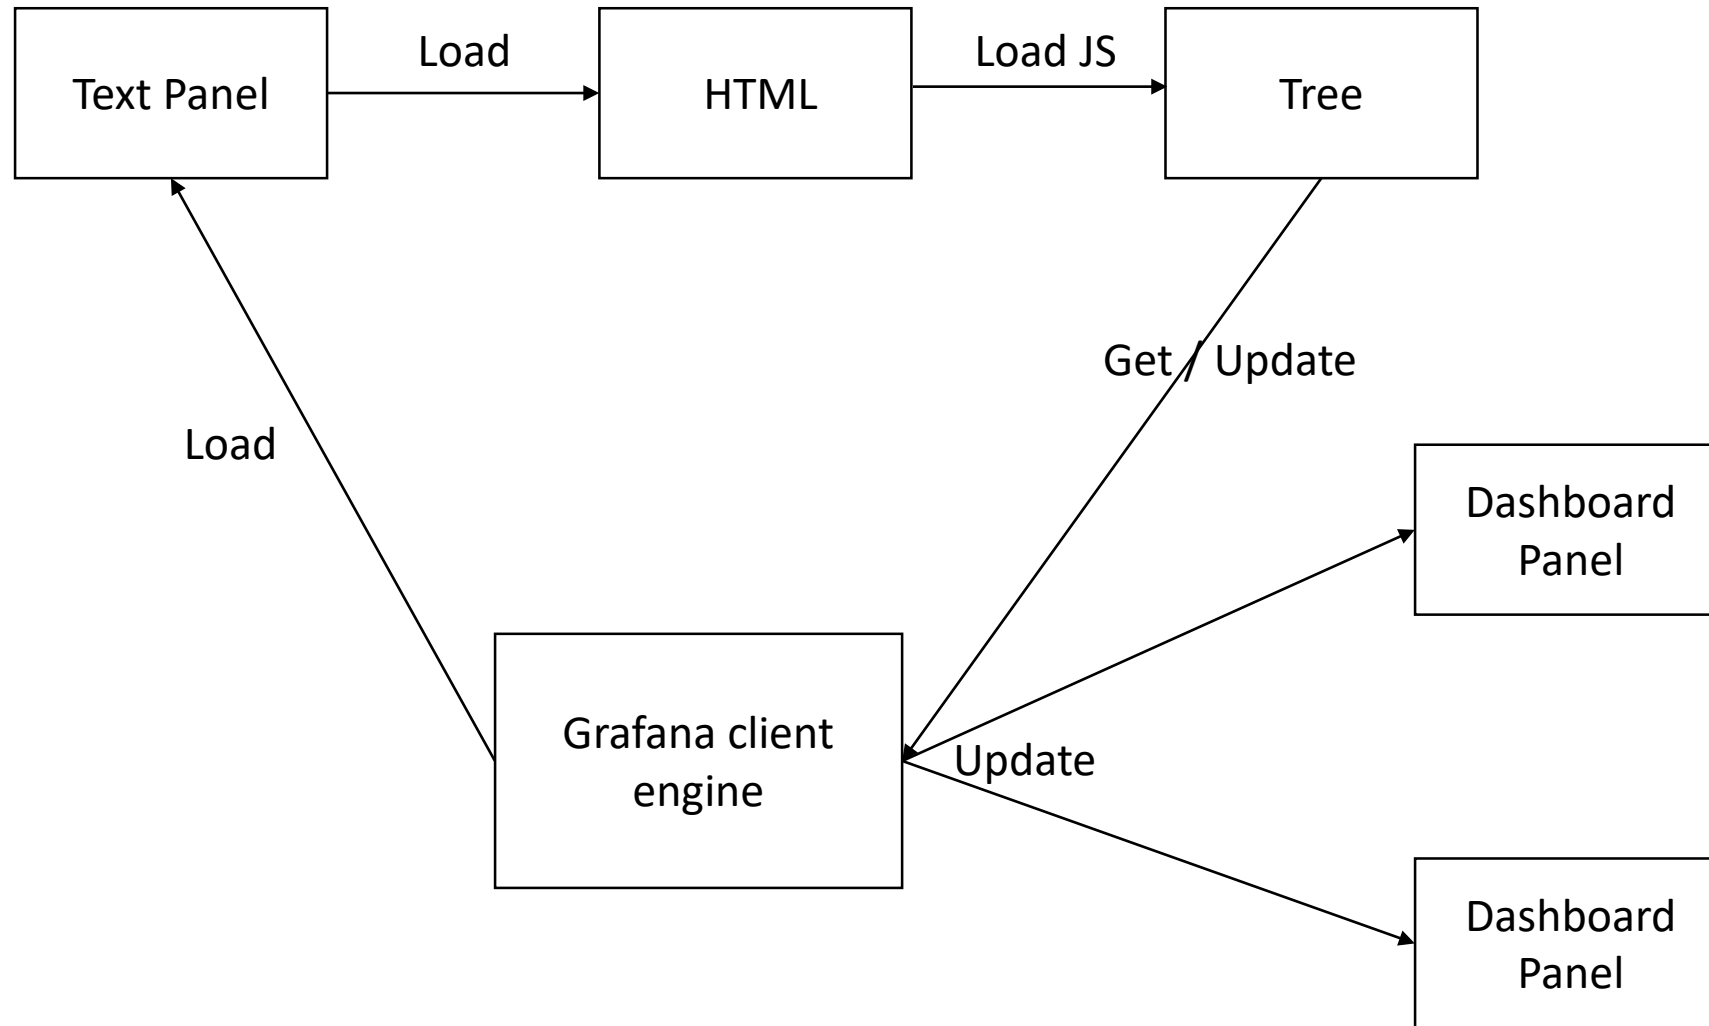 Load
Load JS
Text Panel
HTML
Tree
Get / Update
Load
Dashboard
Panel
Grafana client
engine
Update
Dashboard
Panel